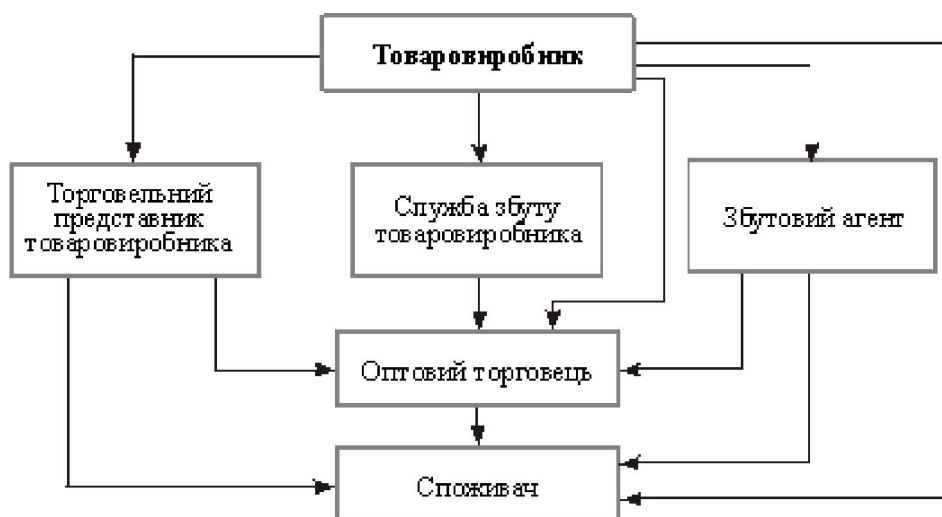 Товаровиробник
Торговельний
представник
товаровиробника
Служба збуту
товаровиробника
Збутовий агент
Оптовий торговець
Споживач